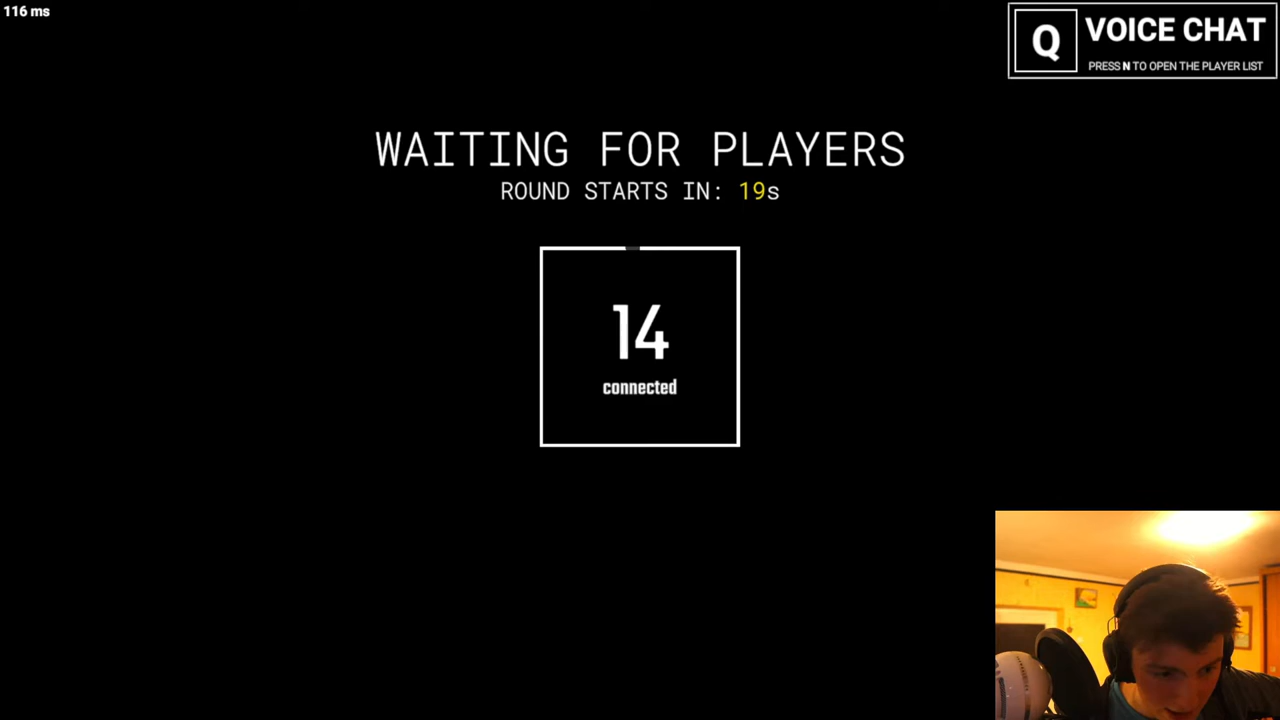 116 ms
Q
VOICE CHAT
PRESS N TO OPEN THE PLAYER LIST
WAITING FOR PLAYERS
ROUND STARTS IN: 19s
14
connected